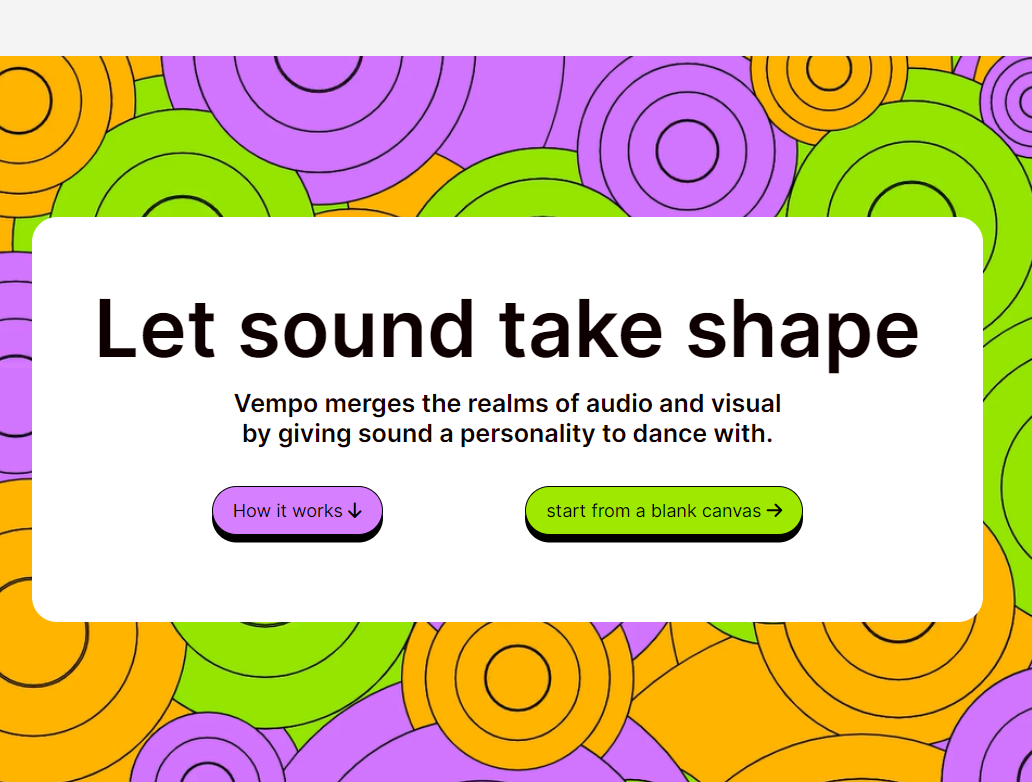 Let sound take shape
Vempo merges the realms of audio and visual
by giving sound a personality to dance with.
How it works ↓
start from a blank canvas →